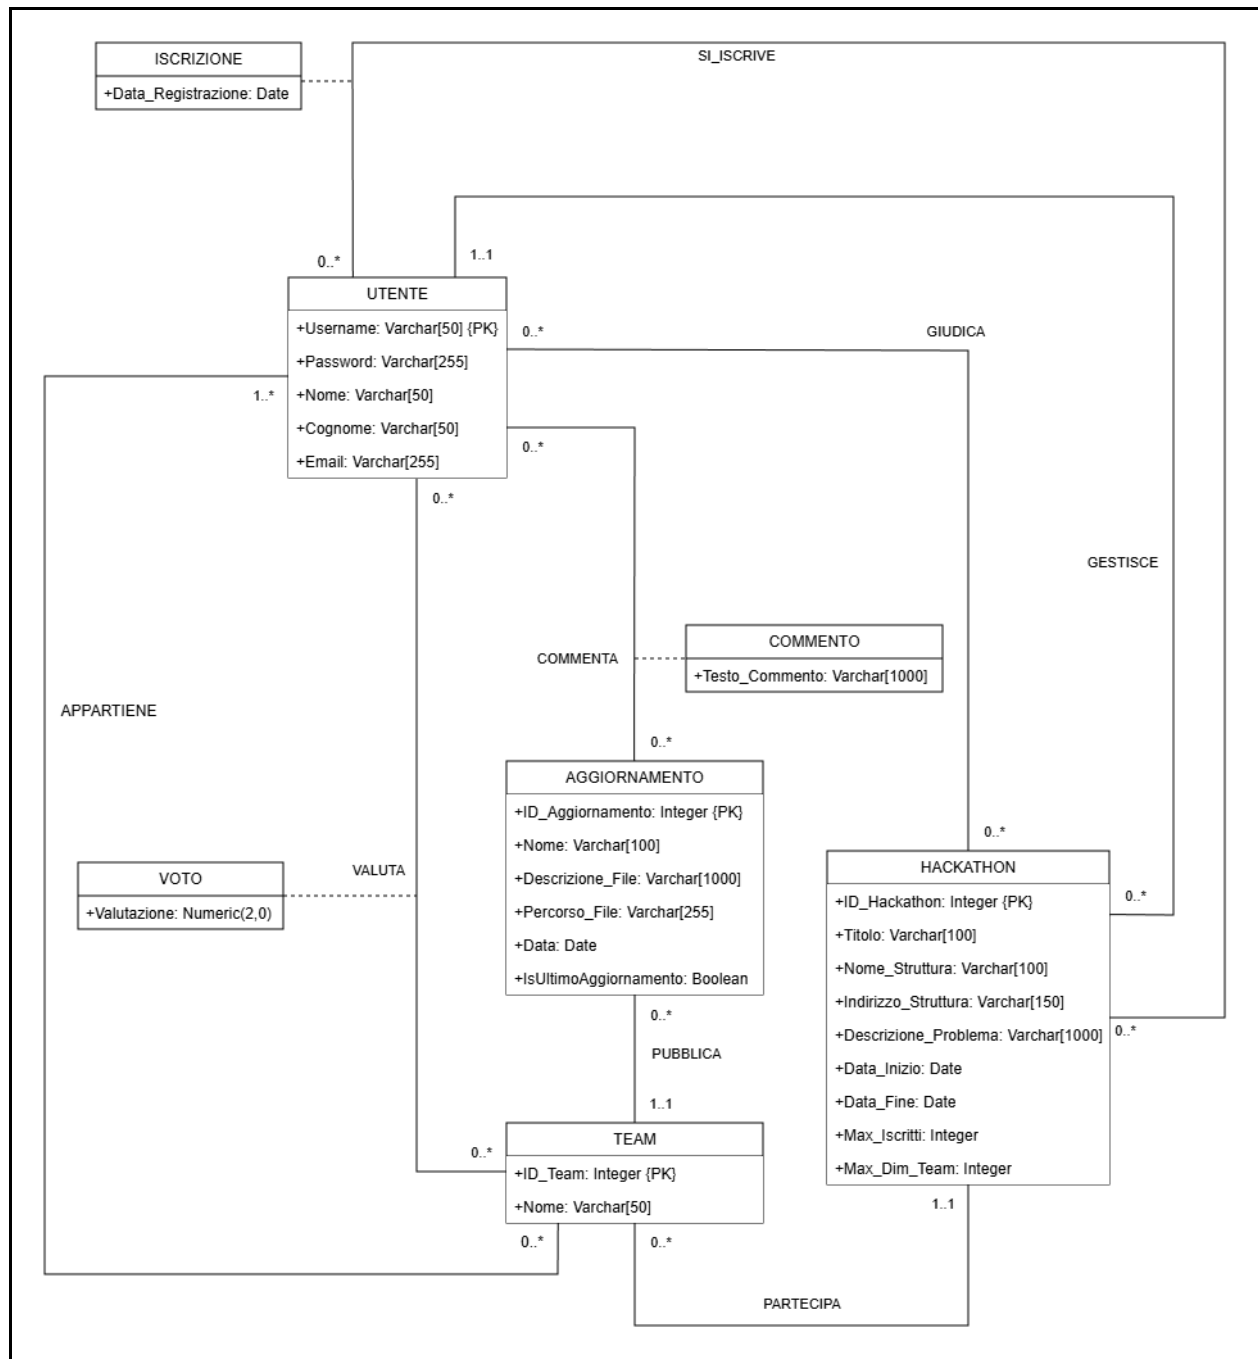 ISCRIZIONE
+Data_Registrazione: Date
SI_ISCRIVE
0..*
1..1
UTENTE
+Username: Varchar[50] {PK}
+Password: Varchar[255]
+Nome: Varchar[50]
+Cognome: Varchar[50]
+Email: Varchar[255]
0..*
GIUDICA
1..*
0..*
0..*
GESTISCE
COMMENTO
+Testo_Commento: Varchar[1000]
COMMENTA
APPARTIENE
0..*
AGGIORNAMENTO
+ID_Aggiornamento: Integer {PK}
+Nome: Varchar[100]
+Descrizione_File: Varchar[1000]
+Percorso_File: Varchar[255]
+Data: Date
+IsUltimoAggiornamento: Boolean
VALUTA
VOTO
+Valutazione: Numeric(2,0)
0..*
HACKATHON
+ID_Hackathon: Integer {PK}
+Titolo: Varchar[100]
+Nome_Struttura: Varchar[100]
+Indirizzo_Struttura: Varchar[150]
+Descrizione_Problema: Varchar[1000]
+Data_Inizio: Date
+Data_Fine: Date
+Max_Iscritti: Integer
+Max_Dim_Team: Integer
0..*
0..*
0..*
PUBBLICA
1..1
TEAM
+ID_Team: Integer {PK}
+Nome: Varchar[50]
0..*
0..*
0..*
1..1
PARTECIPA